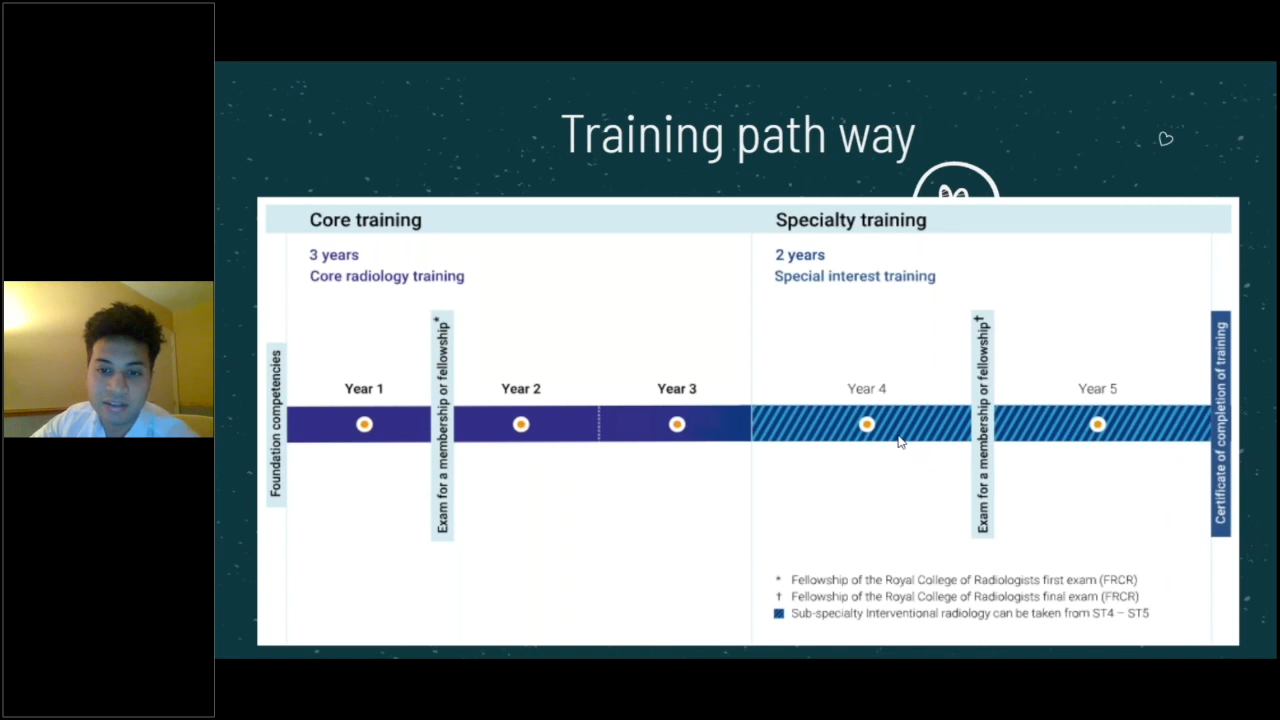 Training path way
Core training
Specialty training
3 years
Core radiology training
2 years
Special interest training
Foundation competencies
Year 1
Exam for a membership or fellowship*
Year 2
Year 3
Year 4
Exam for a membership or fellowship†
Year 5
Certificate of completion of training
* Fellowship of the Royal College of Radiologists first exam (FRCR)
† Fellowship of the Royal College of Radiologists final exam (FRCR)
Sub-specialty Interventional radiology can be taken from ST4 – ST5